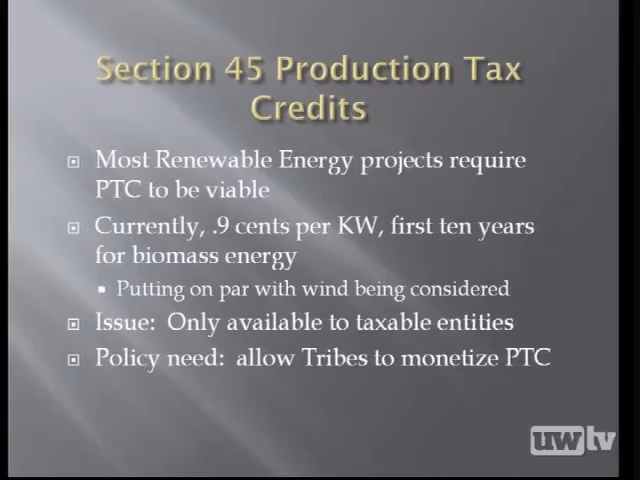 Section 45 Production Tax
Credits
Most Renewable Energy projects require
PTC to be viable
Currently, .9 cents per KW, first ten years
for biomass energy
Putting on par with wind being considered
Issue: Only available to taxable entities
Policy need: allow Tribes to monetize PTC
uwtv